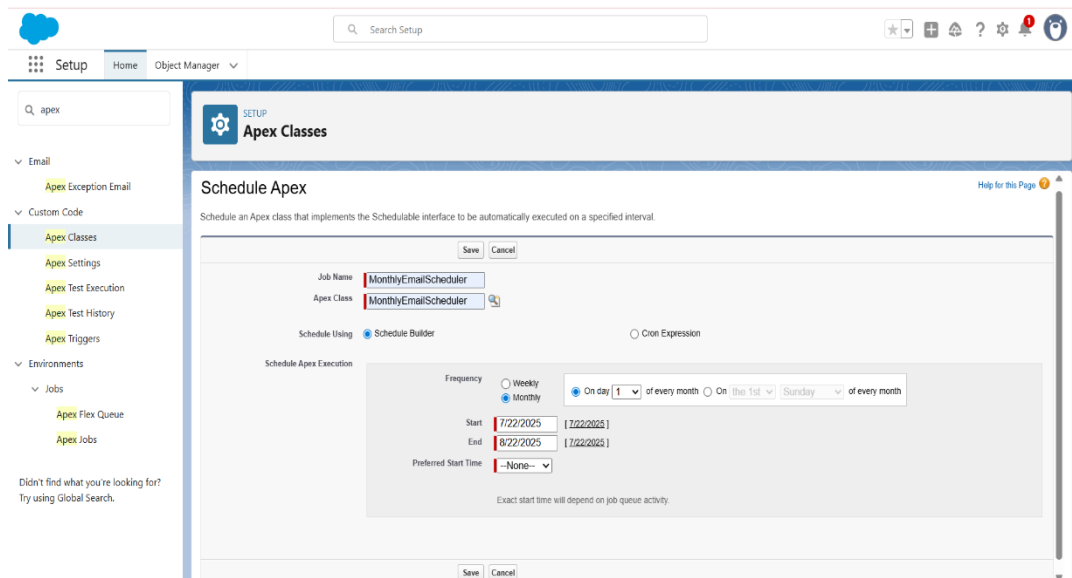 Search Setup
1
Setup
Home
Object Manager
apex
Email
Apex Exception Email
Custom Code
Apex Classes
Apex Settings
Apex Test Execution
Apex Test History
Apex Triggers
Environments
Jobs
Apex Flex Queue
Apex Jobs
Didn't find what you're looking for?
Try using Global Search.
SETUP
Apex Classes
Schedule Apex
Help for this Page ?
Schedule an Apex class that implements the Schedulable interface to be automatically executed on a specified interval.
Save Cancel
Job Name MonthlyEmailScheduler
Apex Class MonthlyEmailScheduler
Schedule Using Schedule Builder Cron Expression
Schedule Apex Execution
Frequency Weekly
Monthly
On day 1 of every month On the 1st Sunday of every month
Start 7/22/2025 [ 7/22/2025 ]
End 8/22/2025 [ 7/22/2025 ]
Preferred Start Time --None--
Exact start time will depend on job queue activity.
Save Cancel